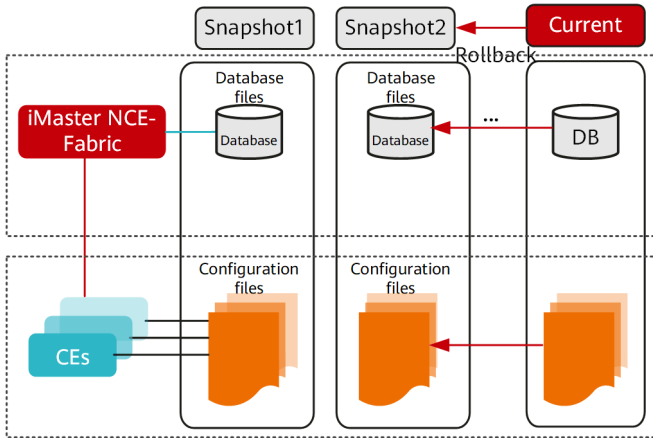 Snapshot1
Snapshot2
Current
Rollback
Database
files
Database
files
iMaster NCE-
Fabric
Database
Database
...
DB
Configuration
files
Configuration
files
CEs